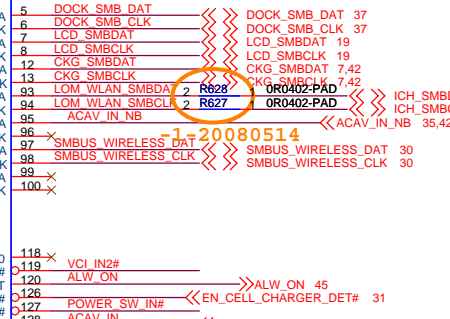 5 DOCK_SMB_DAT DOCK_SMB_DAT 37
6 DOCK_SMB_CLK DOCK_SMB_CLK 37
7 LCD_SMBDAT LCD_SMBDAT 19
8 LCD_SMBCLK LCD_SMBCLK 19
12 CKG_SMBDAT CKG_SMBDAT 7,42
13 CKG_SMBCLK CKG_SMBCLK 7,42
93 LOM_WLAN_SMBDAT 2 R628 1 0R0402-PAD
94 LOM_WLAN_SMBCLK 2 R627 1 0R0402-PAD
95 ACAV_IN_NB ACAV_IN_NB 35,42
96 -1-20080514
97 SMBUS_WIRELESS_DAT SMBUS_WIRELESS_DAT 30
98 SMBUS_WIRELESS_CLK SMBUS_WIRELESS_CLK 30
99
100
118
119 VCI_IN2#
120 ALW_ON ALW_ON 45
126 EN_CELL_CHARGER_DET# 31
127 POWER_SW_IN#
128 ACAV_IN